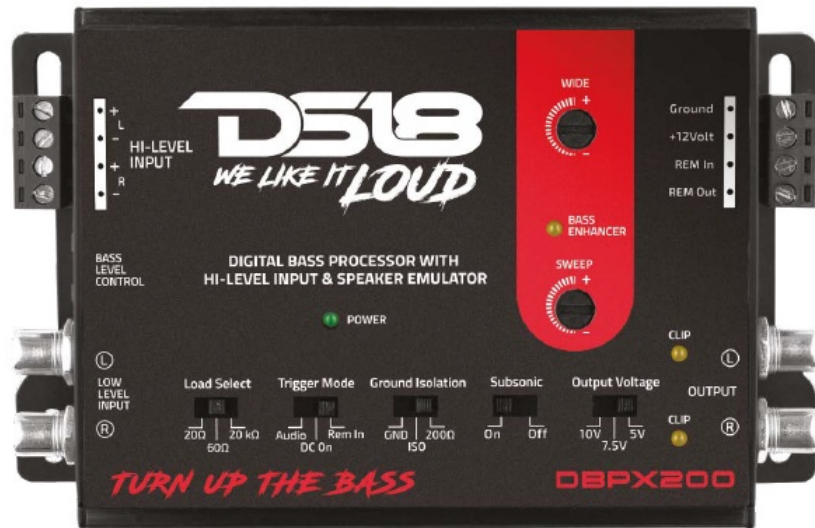 DS18
WE LIKE IT LOUD
+
L
-
HI-LEVEL
INPUT
+
R
-
WIDE
+
-
BASS
ENHANCER
SWEEP
+
-
Ground
+12Volt
REM In
REM Out
BASS
LEVEL
CONTROL
DIGITAL BASS PROCESSOR WITH
HI-LEVEL INPUT & SPEAKER EMULATOR
POWER
L
LOW
LEVEL
INPUT
R
Load Select
20Ω
60Ω
20 kΩ
Trigger Mode
Audio
DC On
Rem In
Ground Isolation
GND
ISO
200Ω
Subsonic
On
Off
Output Voltage
10V
7.5V
5V
CLIP
L
OUTPUT
CLIP
R
TURN UP THE BASS
DBPX200